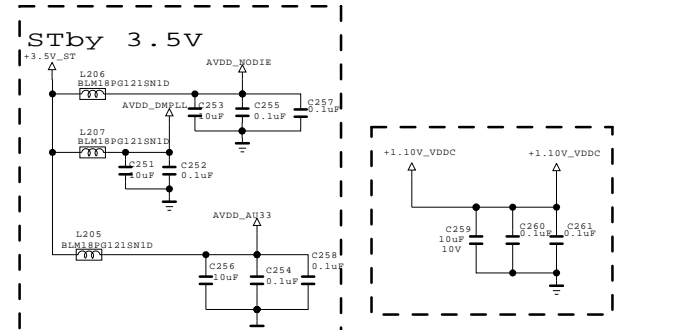 STby 3.5V
+3.5V_ST
L206
BLM18PG121SN1D
AVDD_NODIE
AVDD_DMPLL
C253
10uF
C255
0.1uF
C257
0.1uF
L207
BLM18PG121SN1D
C251
10uF
C252
0.1uF
L205
BLM18PG121SN1D
AVDD_AU33
C256
10uF
C254
0.1uF
C258
0.1uF
+1.10V_VDDC
+1.10V_VDDC
C259
10uF
10V
C260
0.1uF
C261
0.1uF